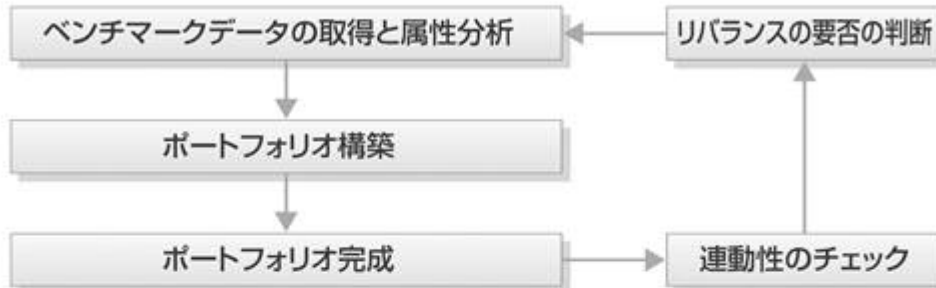 ベンチマークデータの取得と属性分析
リバランスの要否の判断
ポートフォリオ構築
ポートフォリオ完成
連動性のチェック